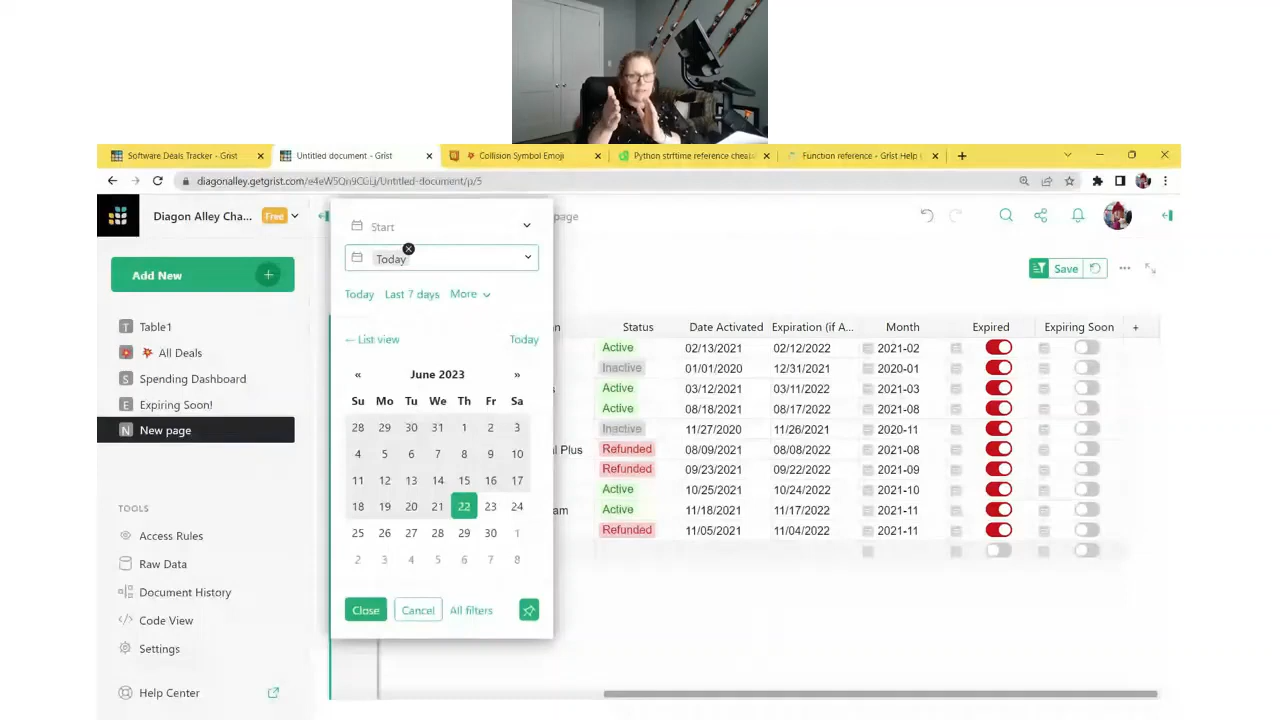 Software Deals Tracker - Grist
Untitled document - Grist
Collision Symbol Emoji
Python strftime reference cheat
Function reference - Grist Help
diagonalley.getgrist.com/e4eW5Qri9CGLj/Untitled-document/p/5
Diagon Alley Cha...
Free
page
Add New
Table1
All Deals
Spending Dashboard
Expiring Soon!
New page
TOOLS
Access Rules
Raw Data
Document History
Code View
Settings
Help Center
Start
Today
Today Last 7 days More
List view Today
« June 2023 »
Su Mo Tu We Th Fr Sa
28 29 30 31 1 2 3
4 5 6 7 8 9 10
11 12 13 14 15 16 17
18 19 20 21 22 23 24
25 26 27 28 29 30 1
2 3 4 5 6 7 8
Close Cancel All filters
Save
Status Date Activated Expiration (if A... Month Expired Expiring Soon +
Active 02/13/2021 02/12/2022 2021-02
Inactive 01/01/2020 12/31/2021 2020-01
Active 03/12/2021 03/11/2022 2021-03
Active 08/18/2021 08/17/2022 2021-08
Inactive 11/27/2020 11/26/2021 2020-11
l Plus Refunded 08/09/2021 08/08/2022 2021-08
Refunded 09/23/2021 09/22/2022 2021-09
Active 10/25/2021 10/24/2022 2021-10
am Active 11/18/2021 11/17/2022 2021-11
Refunded 11/05/2021 11/04/2022 2021-11